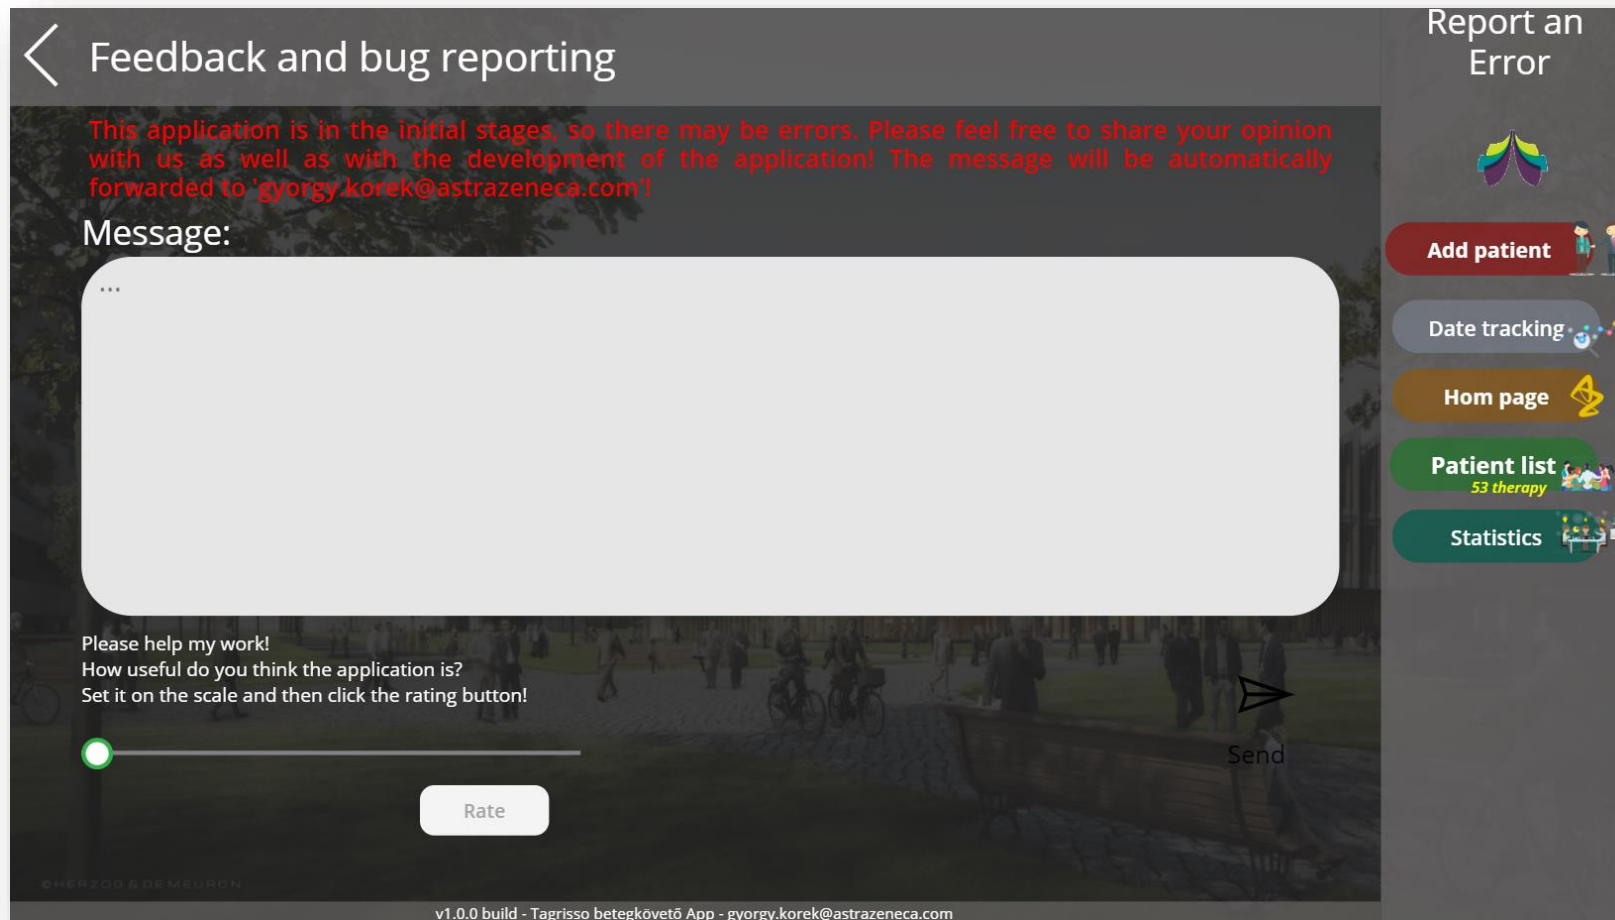 Feedback and bug reporting
This application is in the initial stages, so there may be errors. Please feel free to share your opinion
with us as well as with the development of the application! The message will be automatically
forwarded to 'gyorgy.korek@astrazeneca.com'!
Message:
...
Please help my work!
How useful do you think the application is?
Set it on the scale and then click the rating button!
Send
Rate
©HERZOG & DE MEURON
v1.0.0 build - Tagrisso betegkövető App - gyorgy.korek@astrazeneca.com
Report an
Error
Add patient
Date tracking
Hom page
Patient list
53 therapy
Statistics